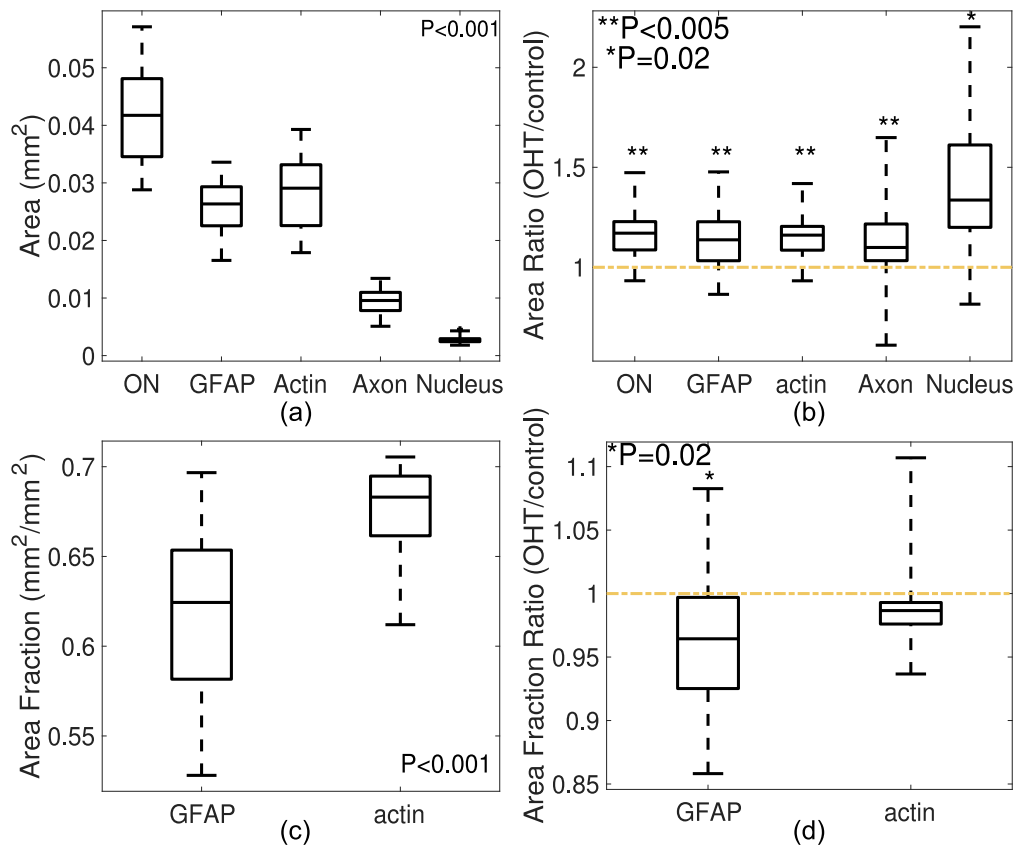 P<0.001
0.05
0.04
0.03
0.02
0.01
0
Area (mm²)
ON GFAP Actin Axon Nucleus
(a)
**P<0.005
*P=0.02
*
** ** ** **
2
1.5
1
Area Ratio (OHT/control)
ON GFAP actin Axon Nucleus
(b)
0.7
0.65
0.6
0.55
Area Fraction (mm²/mm²)
P<0.001
GFAP actin
(c)
*P=0.02
*
1.1
1.05
1
0.95
0.9
0.85
Area Fraction Ratio (OHT/control)
GFAP actin
(d)